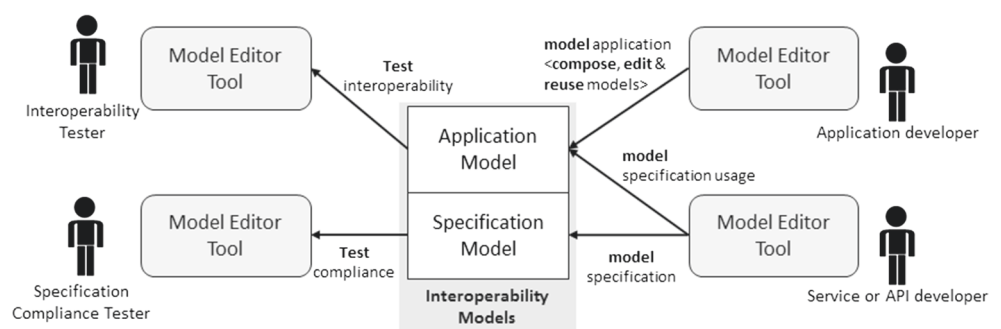 Model Editor
Tool
Interoperability
Tester
Test
interoperability
model application
<compose, edit &
reuse models>
Model Editor
Tool
Application developer
Application
Model
Specification
Model
Interoperability
Models
model
specification usage
Model Editor
Tool
Specification
Compliance Tester
Test
compliance
model
specification
Model Editor
Tool
Service or API developer